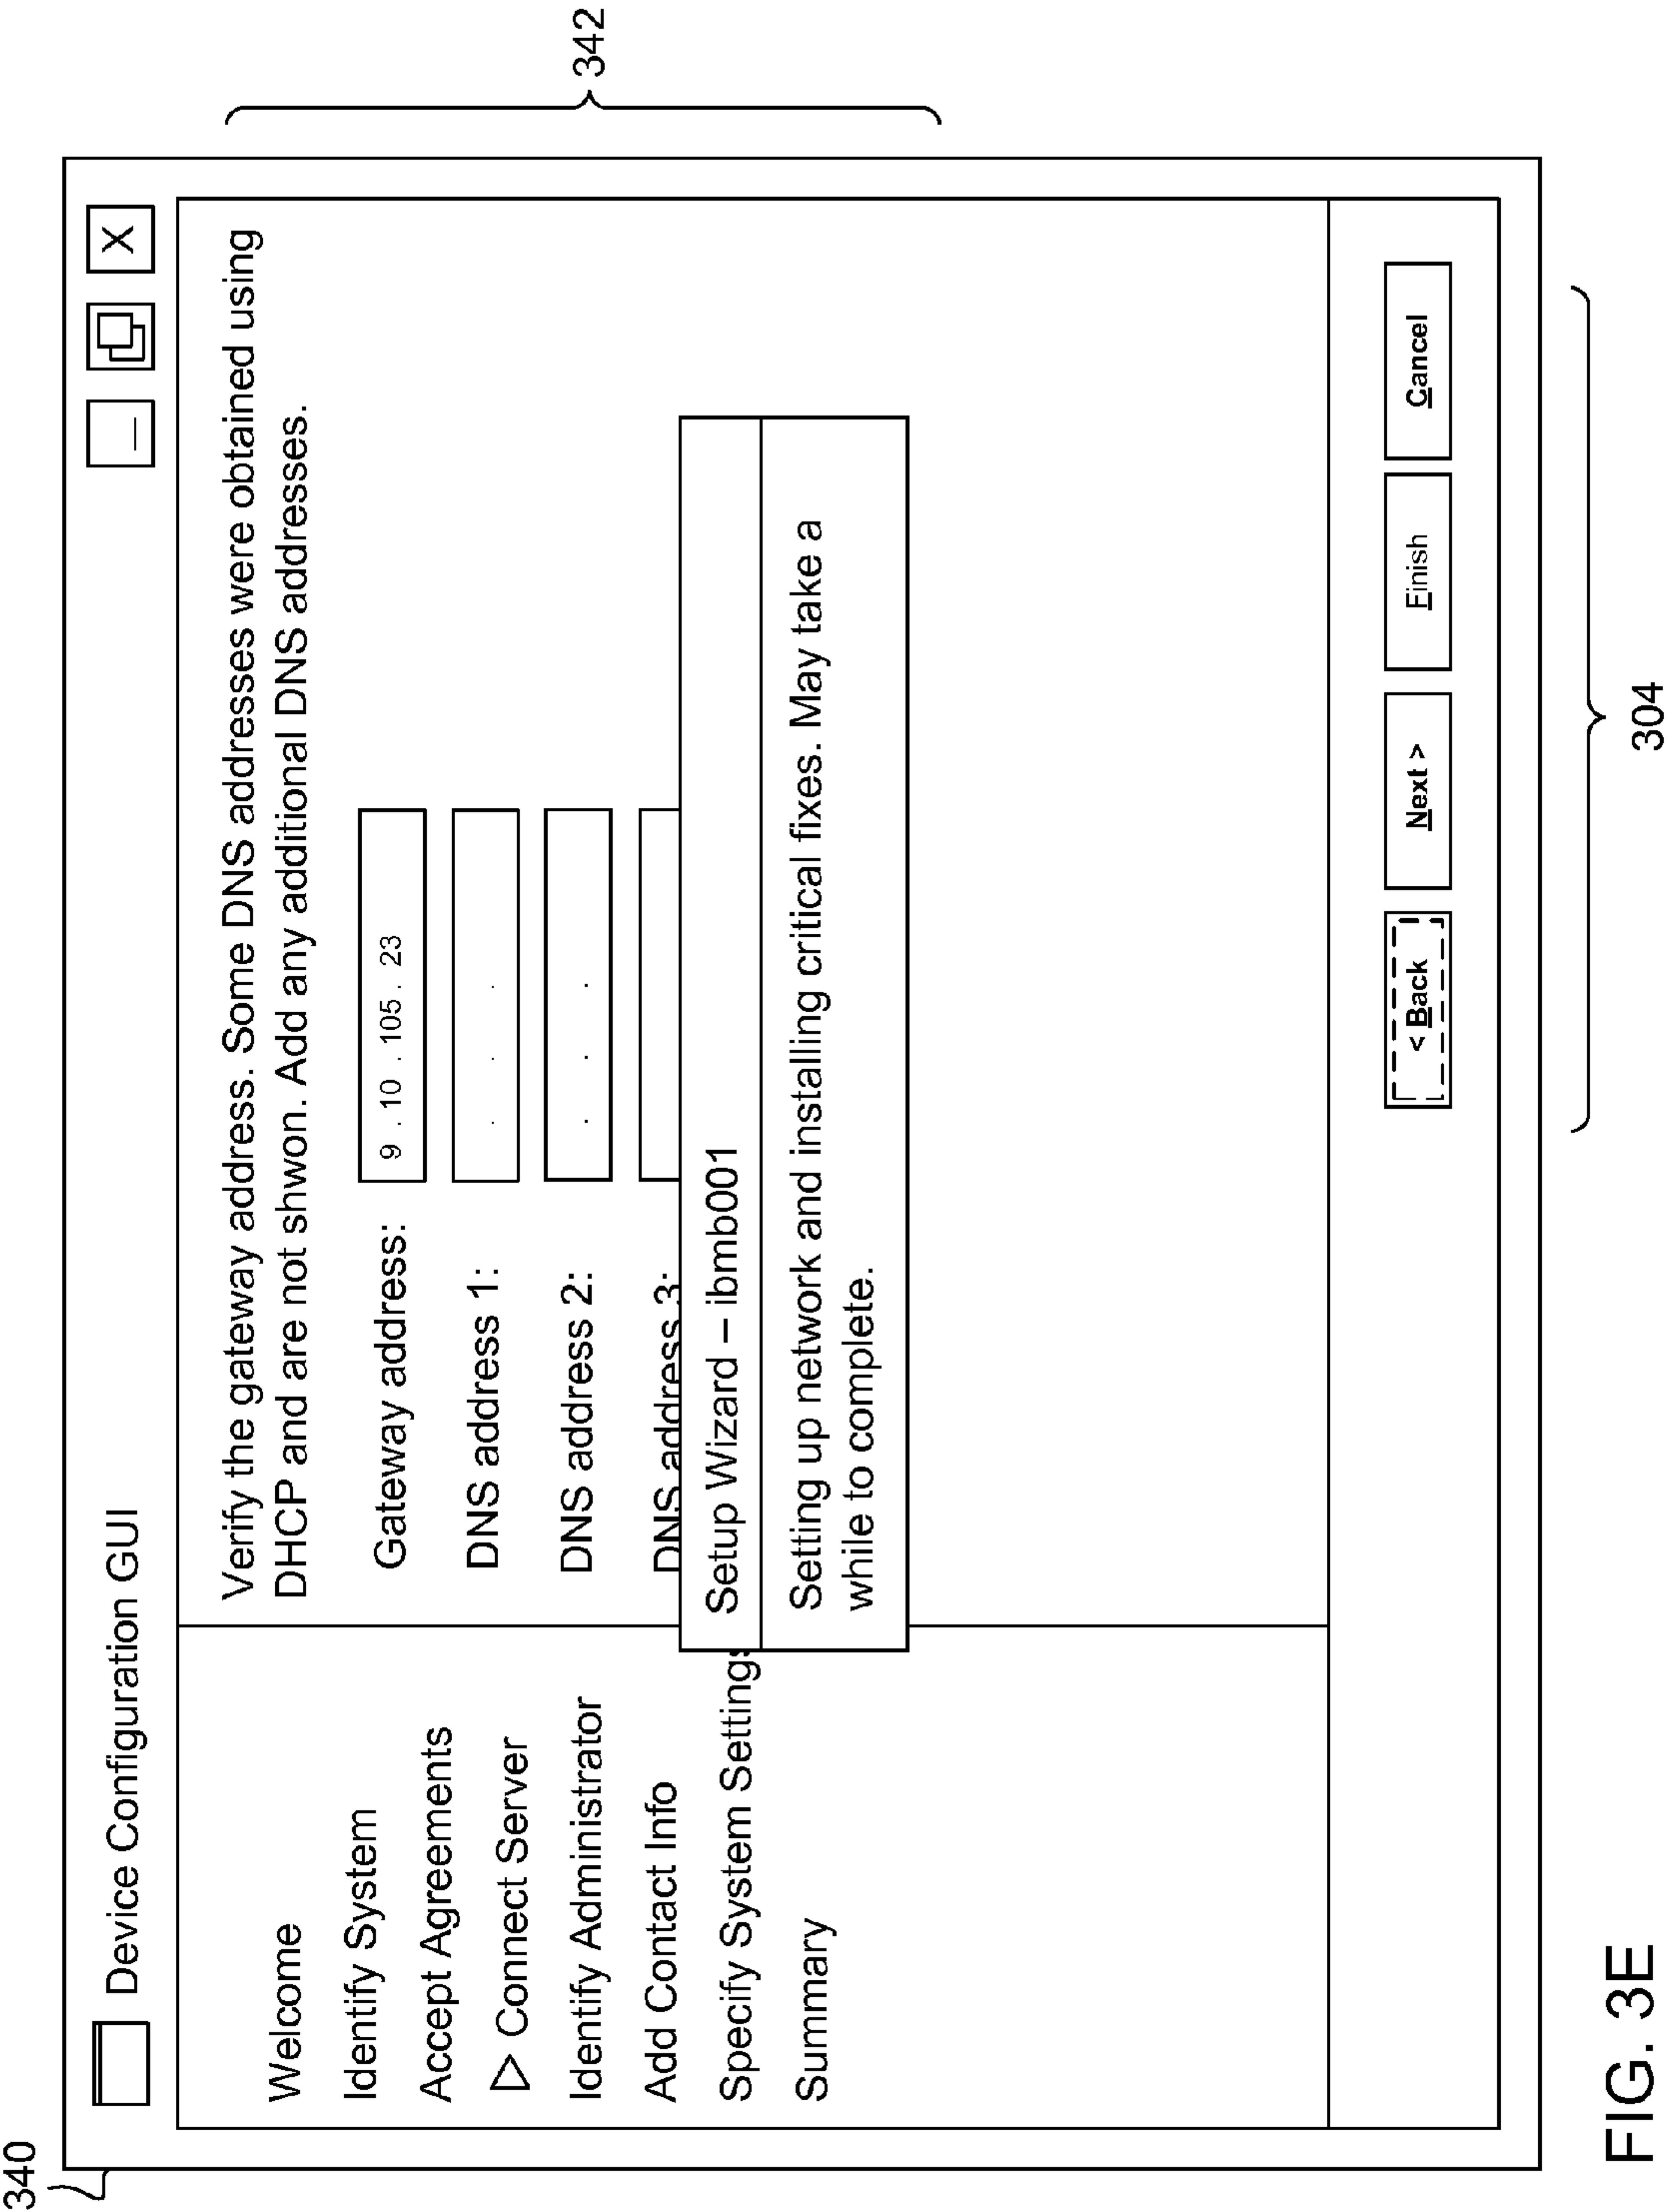 340
Device Configuration GUI
X
Welcome
Identify System
Accept Agreements
▷ Connect Server
Identify Administrator
Add Contact Info
Specify System Settings
Summary
Verify the gateway address. Some DNS addresses were obtained using
DHCP and are not shwon. Add any additional DNS addresses.
Gateway address: 9 . 10 . 105 . 23
DNS address 1: . . .
DNS address 2: . . .
DNS address 3:
Setup Wizard – ibmb001
Setting up network and installing critical fixes. May take a
while to complete.
342
< Back Next > Finish Cancel
304
FIG. 3E